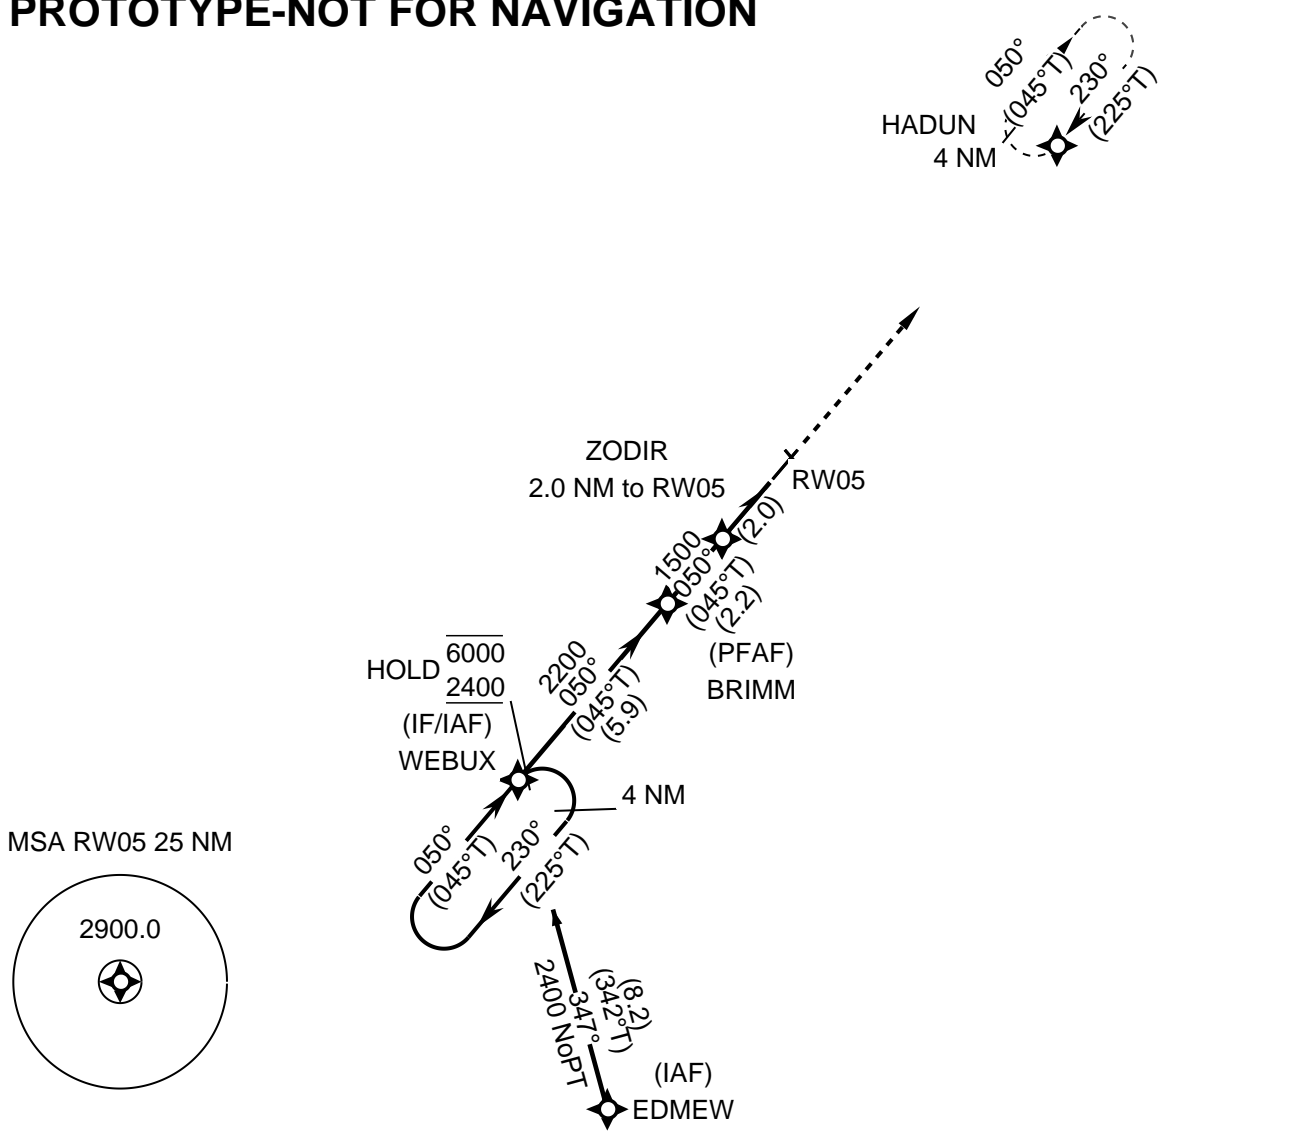 PROTOTYPE-NOT FOR NAVIGATION
050°
(045°T)
230°
(225°T)
HADUN
4 NM
ZODIR
2.0 NM to RW05
RW05
(2.0)
1500
050°
(045°T)
(2.2)
(PFAF)
BRIMM
HOLD
6000
2400
2200
050°
(045°T)
(5.9)
(IF/IAF)
WEBUX
4 NM
050°
(045°T)
230°
(225°T)
MSA RW05 25 NM
2900.0
2400 NoPT
347°
(342°T)
(8.2)
(IAF)
EDMEW